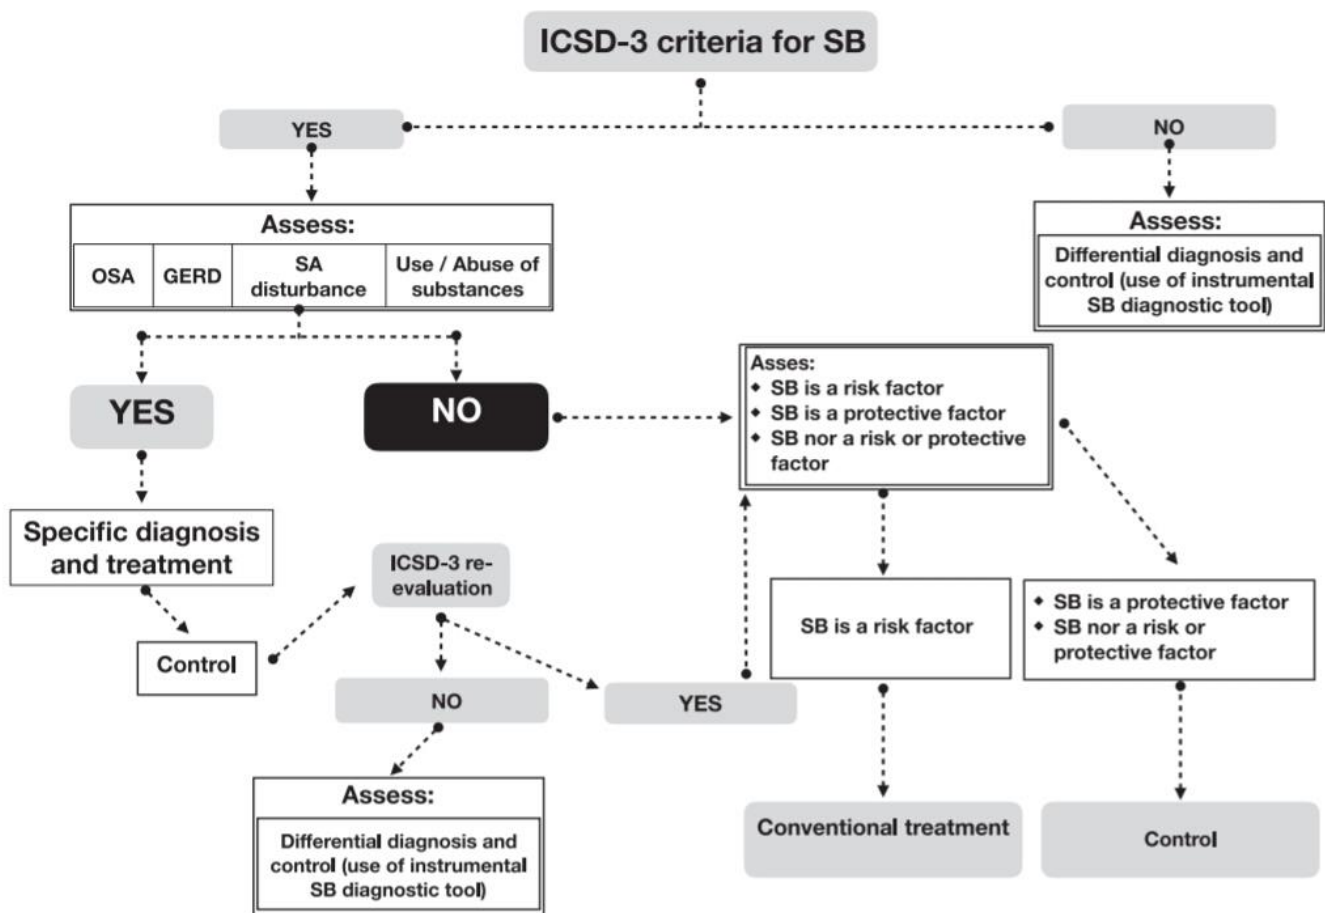 ICSD-3 criteria for SB
YES
NO
Assess:
OSA
GERD
SA
disturbance
Use / Abuse of
substances
Assess:
Differential diagnosis and
control (use of instrumental
SB diagnostic tool)
YES
NO
Asses:
SB is a risk factor
SB is a protective factor
SB nor a risk or protective
factor
Specific diagnosis
and treatment
Control
ICSD-3 re-
evaluation
NO
YES
SB is a risk factor
SB is a protective factor
SB nor a risk or
protective factor
Assess:
Differential diagnosis and
control (use of instrumental
SB diagnostic tool)
Conventional treatment
Control